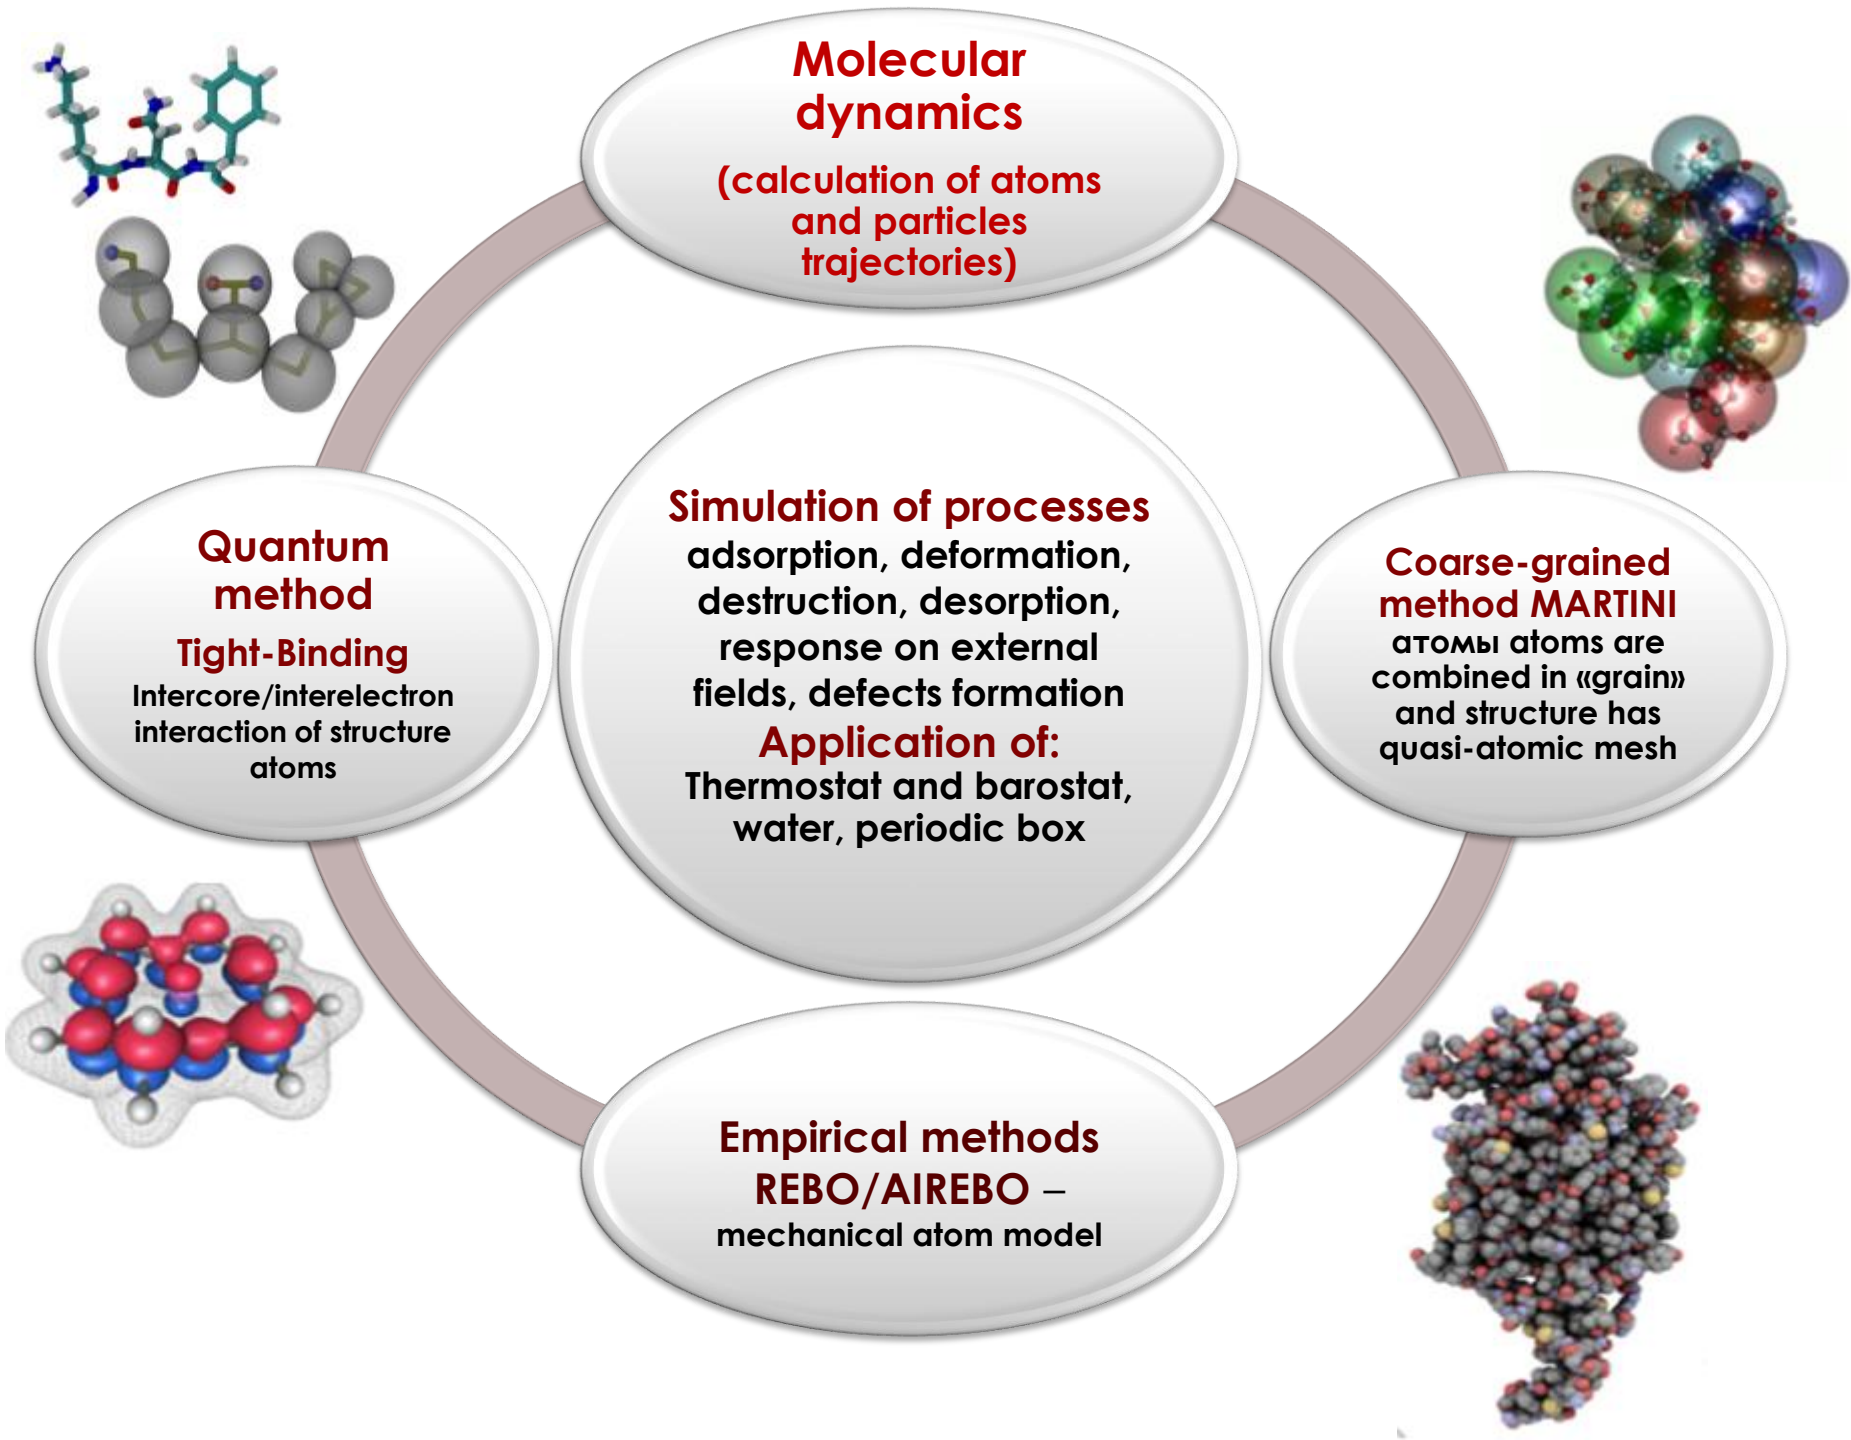 Molecular
dynamics
(calculation of atoms
and particles
trajectories)
Quantum
method
Tight-Binding
Intercore/interelectron
interaction of structure
atoms
Simulation of processes
adsorption, deformation,
destruction, desorption,
response on external
fields, defects formation
Application of:
Thermostat and barostat,
water, periodic box
Coarse-grained
method MARTINI
атомы atoms are
combined in «grain»
and structure has
quasi-atomic mesh
Empirical methods
REBO/AIREBO –
mechanical atom model